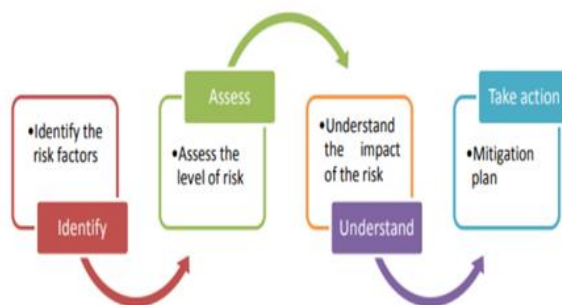 •Identify the
risk factors
Identify
Assess
•Assess the
level of risk
•Understand
the impact
of the risk
Understand
Take action
•Mitigation
plan